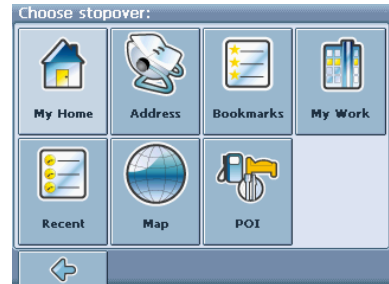 Choose stopover:
My Home
Address
Bookmarks
My Work
Recent
Map
POI